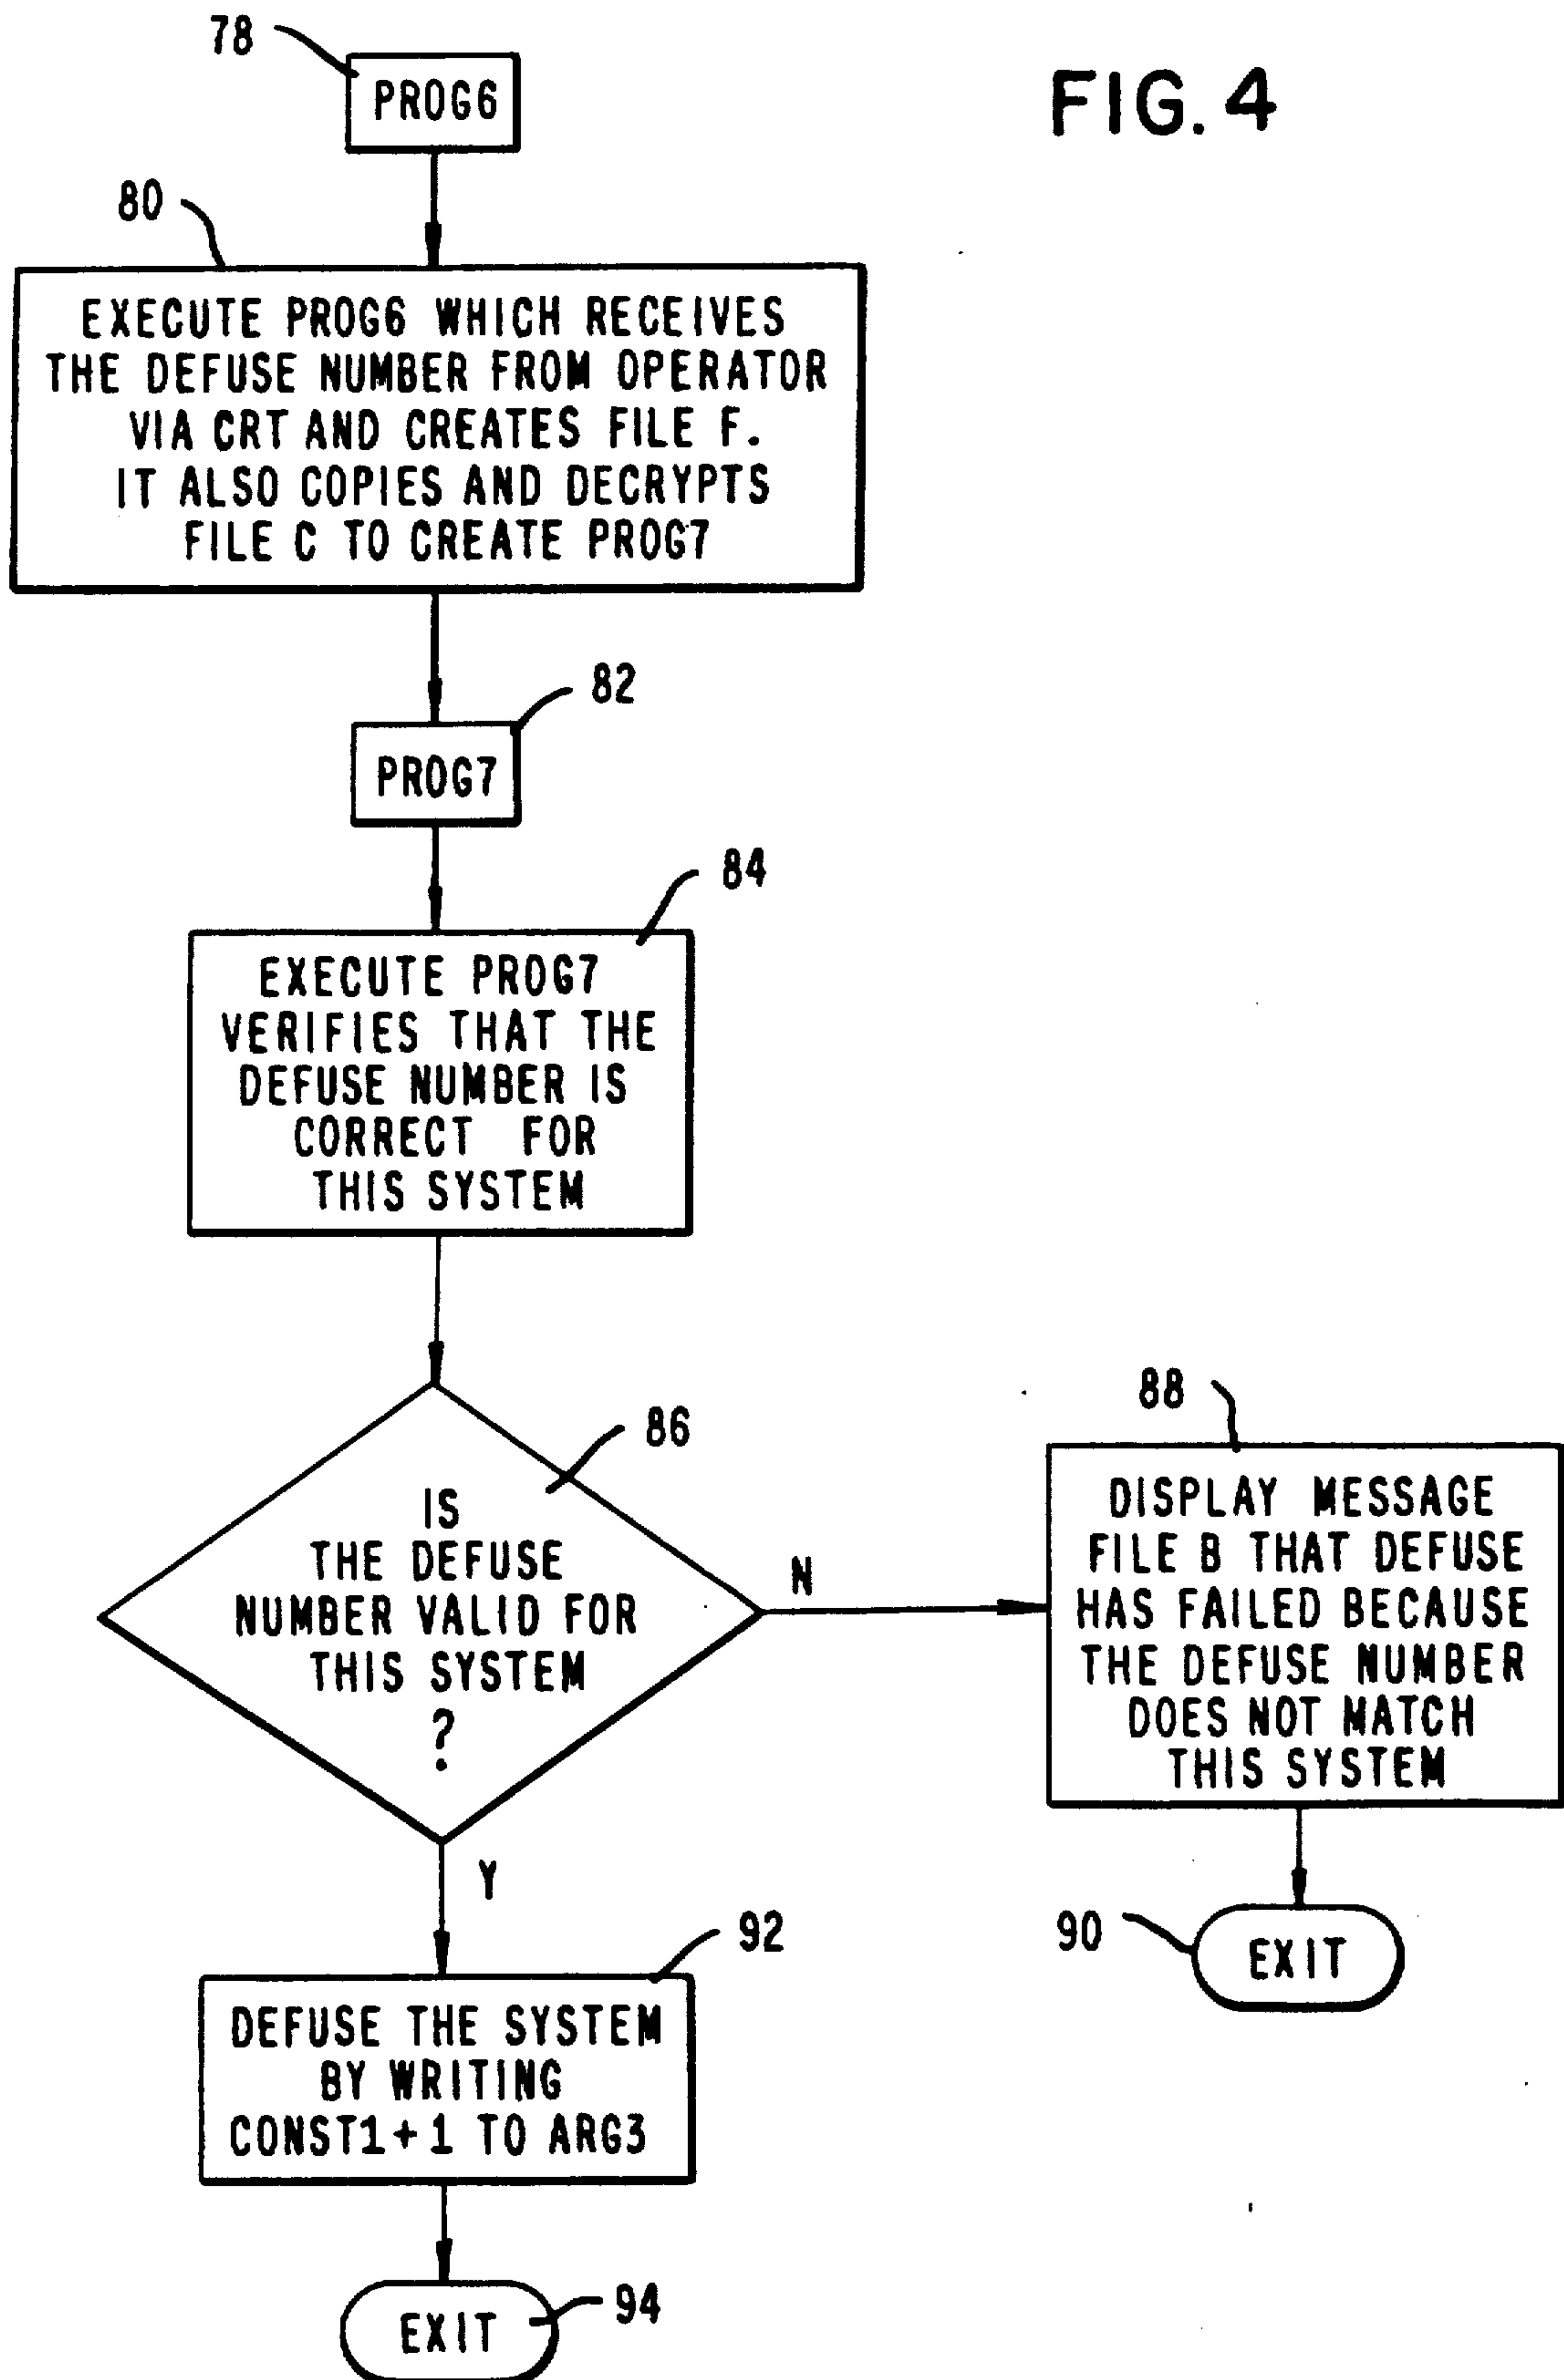 78
PROG6
FIG. 4
80
EXECUTE PROG6 WHICH RECEIVES
THE DEFUSE NUMBER FROM OPERATOR
VIA CRT AND CREATES FILE F.
IT ALSO COPIES AND DECRYPTS
FILE C TO CREATE PROG7
82
PROG7
84
EXECUTE PROG7
VERIFIES THAT THE
DEFUSE NUMBER IS
CORRECT FOR
THIS SYSTEM
86
IS
THE DEFUSE
NUMBER VALID FOR
THIS SYSTEM
?
N
88
DISPLAY MESSAGE
FILE B THAT DEFUSE
HAS FAILED BECAUSE
THE DEFUSE NUMBER
DOES NOT MATCH
THIS SYSTEM
90
EXIT
Y
92
DEFUSE THE SYSTEM
BY WRITING
CONST1+1 TO ARG3
EXIT
94